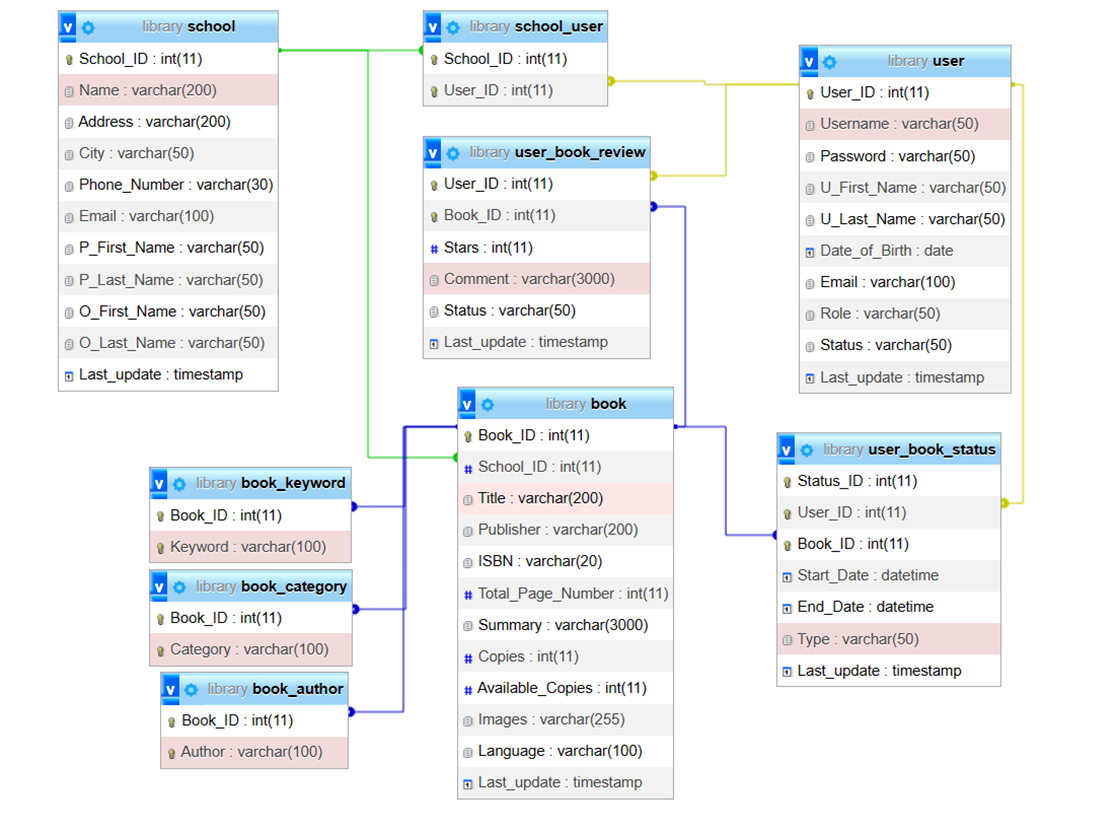 v library school
School_ID : int(11)
Name : varchar(200)
Address : varchar(200)
City : varchar(50)
Phone_Number : varchar(30)
Email : varchar(100)
P_First_Name : varchar(50)
P_Last_Name : varchar(50)
O_First_Name : varchar(50)
O_Last_Name : varchar(50)
Last_update : timestamp
v library school_user
School_ID : int(11)
User_ID : int(11)
v library user_book_review
User_ID : int(11)
Book_ID : int(11)
# Stars : int(11)
Comment : varchar(3000)
Status : varchar(50)
Last_update : timestamp
v library user
User_ID : int(11)
Username : varchar(50)
Password : varchar(50)
U_First_Name : varchar(50)
U_Last_Name : varchar(50)
Date_of_Birth : date
Email : varchar(100)
Role : varchar(50)
Status : varchar(50)
Last_update : timestamp
v library book
Book_ID : int(11)
# School_ID : int(11)
Title : varchar(200)
Publisher : varchar(200)
ISBN : varchar(20)
# Total_Page_Number : int(11)
Summary : varchar(3000)
# Copies : int(11)
# Available_Copies : int(11)
Images : varchar(255)
Language : varchar(100)
Last_update : timestamp
v library user_book_status
Status_ID : int(11)
User_ID : int(11)
Book_ID : int(11)
Start_Date : datetime
End_Date : datetime
Type : varchar(50)
Last_update : timestamp
v library book_keyword
Book_ID : int(11)
Keyword : varchar(100)
v library book_category
Book_ID : int(11)
Category : varchar(100)
v library book_author
Book_ID : int(11)
Author : varchar(100)